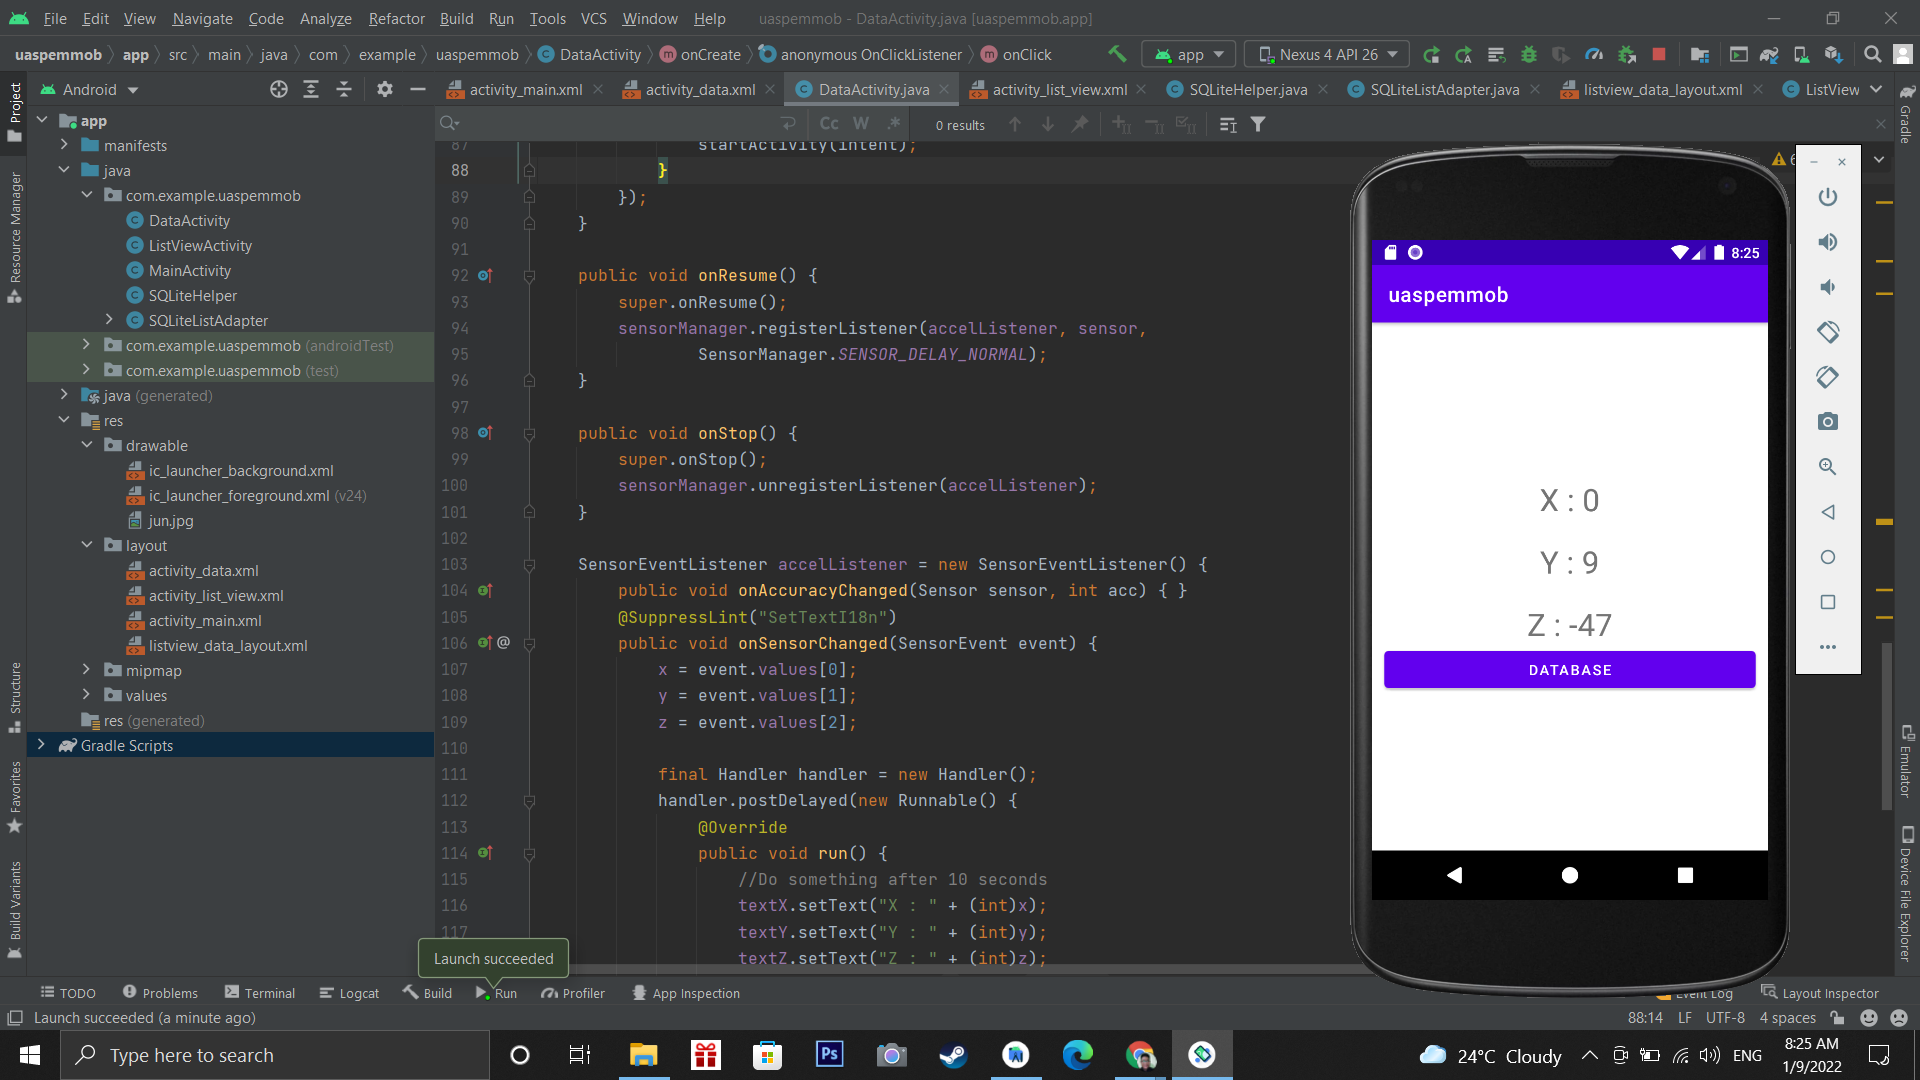 File Edit View Navigate Code Analyze Refactor Build Run Tools VCS Window Help uaspemmob - DataActivity.java [uaspemmob.app]
uaspemmob app src main java com example uaspemmob DataActivity onCreate anonymous OnClickListener onClick app Nexus 4 API 26
Android activity_main.xml activity_data.xml DataActivity.java activity_list_view.xml SQLiteHelper.java SQLiteListAdapter.java listview_data_layout.xml ListView
Cc W .* 0 results
Project
Resource Manager
Structure
Favorites
Build Variants
app
manifests
java
com.example.uaspemmob
DataActivity
ListViewActivity
MainActivity
SQLiteHelper
SQLiteListAdapter
com.example.uaspemmob (androidTest)
com.example.uaspemmob (test)
java (generated)
res
drawable
ic_launcher_background.xml
ic_launcher_foreground.xml (v24)
jun.jpg
layout
activity_data.xml
activity_list_view.xml
activity_main.xml
listview_data_layout.xml
mipmap
values
res (generated)
Gradle Scripts
87 startActivity(intent);
88 }
89 });
90 }
91
92 public void onResume() {
93 super.onResume();
94 sensorManager.registerListener(accelListener, sensor,
95 SensorManager.SENSOR_DELAY_NORMAL);
96 }
97
98 public void onStop() {
99 super.onStop();
100 sensorManager.unregisterListener(accelListener);
101 }
102
103 SensorEventListener accelListener = new SensorEventListener() {
104 public void onAccuracyChanged(Sensor sensor, int acc) { }
105 @SuppressLint("SetTextI18n")
106 @ public void onSensorChanged(SensorEvent event) {
107 x = event.values[0];
108 y = event.values[1];
109 z = event.values[2];
110
111 final Handler handler = new Handler();
112 handler.postDelayed(new Runnable() {
113 @Override
114 public void run() {
115 //Do something after 10 seconds
116 textX.setText("X : " + (int)x);
117 textY.setText("Y : " + (int)y);
textZ.setText("Z : " + (int)z);
6
8:25
uaspemmob
X : 0
Y : 9
Z : -47
DATABASE
Gradle
Emulator
Device File Explorer
Launch succeeded
TODO Problems Terminal Logcat Build Run Profiler App Inspection Event Log Layout Inspector
Launch succeeded (a minute ago) 88:14 LF UTF-8 4 spaces
Type here to search Ps 24°C Cloudy ENG 8:25 AM
1/9/2022